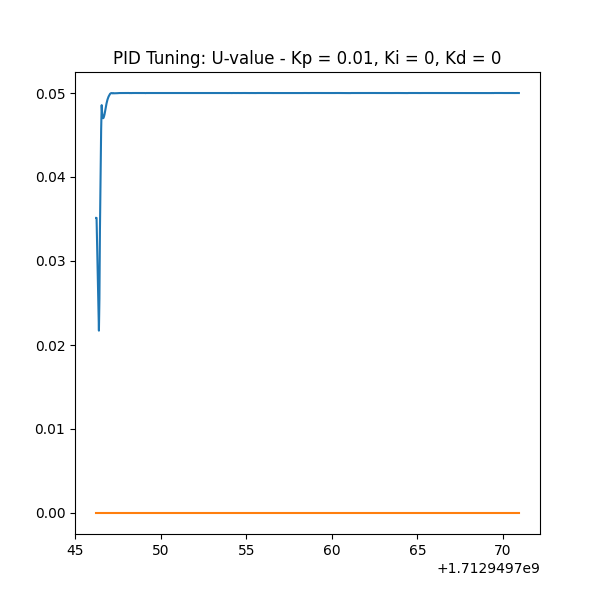 PID Tuning: U-value - Kp = 0.01, Ki = 0, Kd = 0
0.05
0.04
0.03
0.02
0.01
0.00
45 50 55 60 65 70
+1.7129497e9